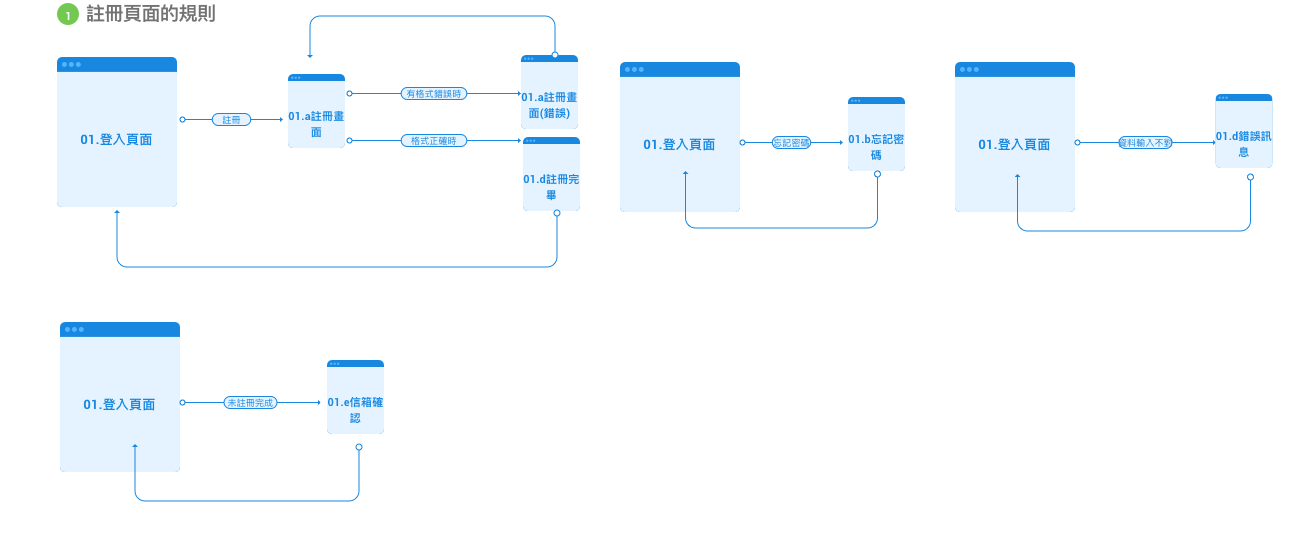 1 註冊頁面的規則
01.登入頁面
註冊
01.a註冊畫
面
有格式錯誤時
01.a註冊畫
面(錯誤)
格式正確時
01.d註冊完
畢
01.登入頁面
忘記密碼
01.b忘記密
碼
01.登入頁面
資料輸入不對
01.d錯誤訊
息
01.登入頁面
未註冊完成
01.e信箱確
認